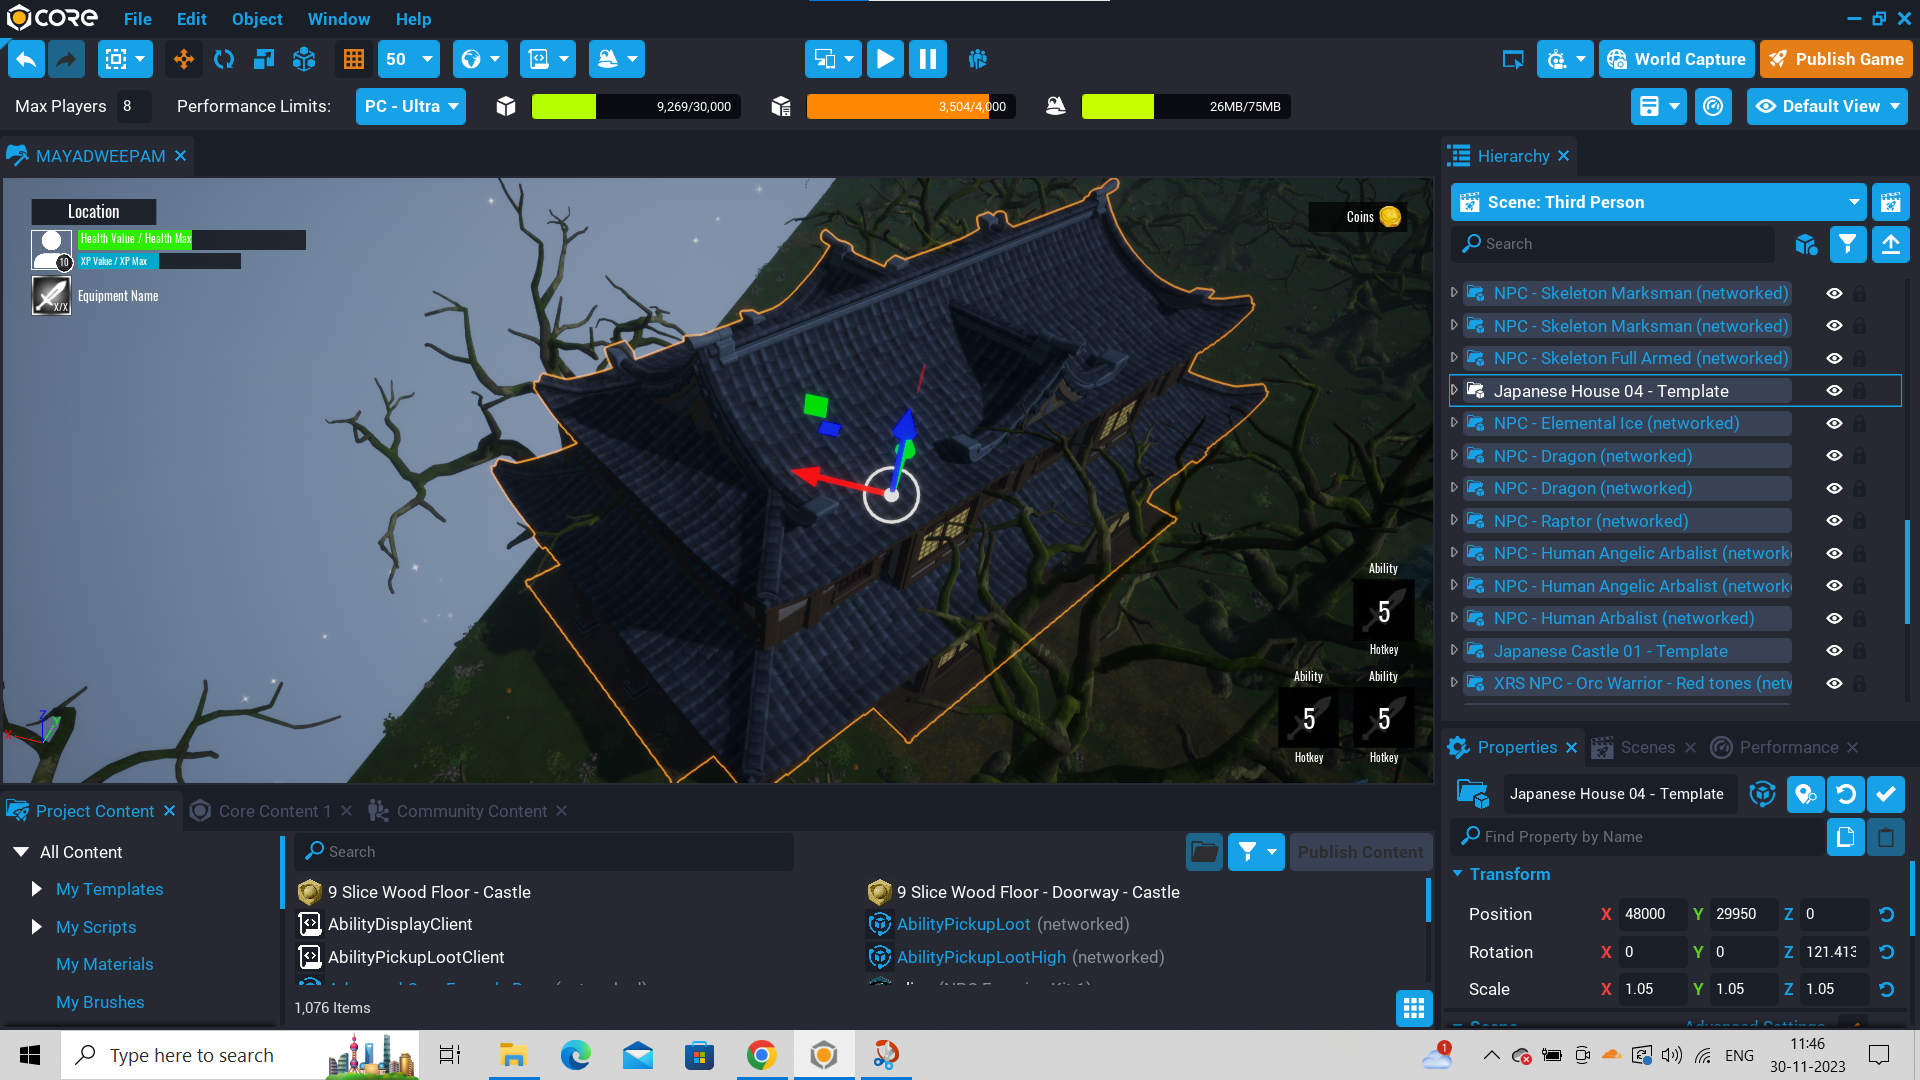 CORE File Edit Object Window Help
50 World Capture Publish Game
Max Players 8 Performance Limits: PC - Ultra 9,269/30,000 3,504/4,000 26MB/75MB Default View
MAYADWEEPAM
Location
Health Value / Health Max
XP Value / XP Max
10
Equipment Name
X/X
Coins
Ability
5
Hotkey
Ability Ability
5 5
Hotkey Hotkey
X Z
Hierarchy
Scene: Third Person
Search
NPC - Skeleton Marksman (networked)
NPC - Skeleton Marksman (networked)
NPC - Skeleton Full Armed (networked)
Japanese House 04 - Template
NPC - Elemental Ice (networked)
NPC - Dragon (networked)
NPC - Dragon (networked)
NPC - Raptor (networked)
NPC - Human Angelic Arbalist (network
NPC - Human Angelic Arbalist (network
NPC - Human Arbalist (networked)
Japanese Castle 01 - Template
XRS NPC - Orc Warrior - Red tones (netw
Properties Scenes Performance
Japanese House 04 - Template
Find Property by Name
Transform
Position X 48000 Y 29950 Z 0
Rotation X 0 Y 0 Z 121.413
Scale X 1.05 Y 1.05 Z 1.05
Project Content Core Content 1 Community Content
All Content
My Templates
My Scripts
My Materials
My Brushes
Search
Publish Content
9 Slice Wood Floor - Castle 9 Slice Wood Floor - Doorway - Castle
AbilityDisplayClient AbilityPickupLoot (networked)
AbilityPickupLootClient AbilityPickupLootHigh (networked)
1,076 Items
Type here to search
1
ENG
11:46
30-11-2023